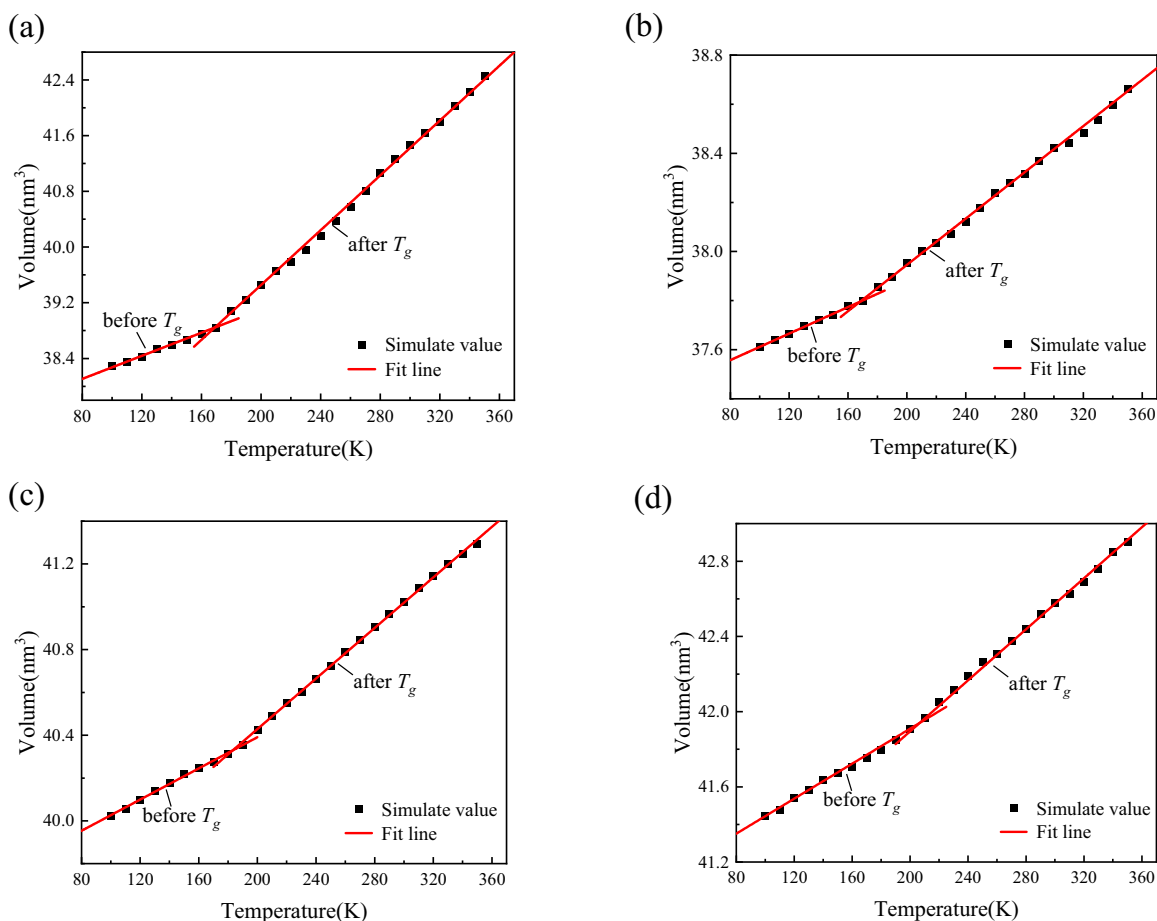 (a)
42.4
41.6
40.8
40.0
39.2
38.4
Volume(nm³)
after Tg
before Tg
Simulate value
Fit line
80 120 160 200 240 280 320 360
Temperature(K)
(b)
38.8
38.4
38.0
37.6
Volume(nm³)
after Tg
before Tg
Simulate value
Fit line
80 120 160 200 240 280 320 360
Temperature(K)
(c)
41.2
40.8
40.4
40.0
Volume(nm³)
after Tg
before Tg
Simulate value
Fit line
80 120 160 200 240 280 320 360
Temperature(K)
(d)
42.8
42.4
42.0
41.6
41.2
Volume(nm³)
after Tg
before Tg
Simulate value
Fit line
80 120 160 200 240 280 320 360
Temperature(K)